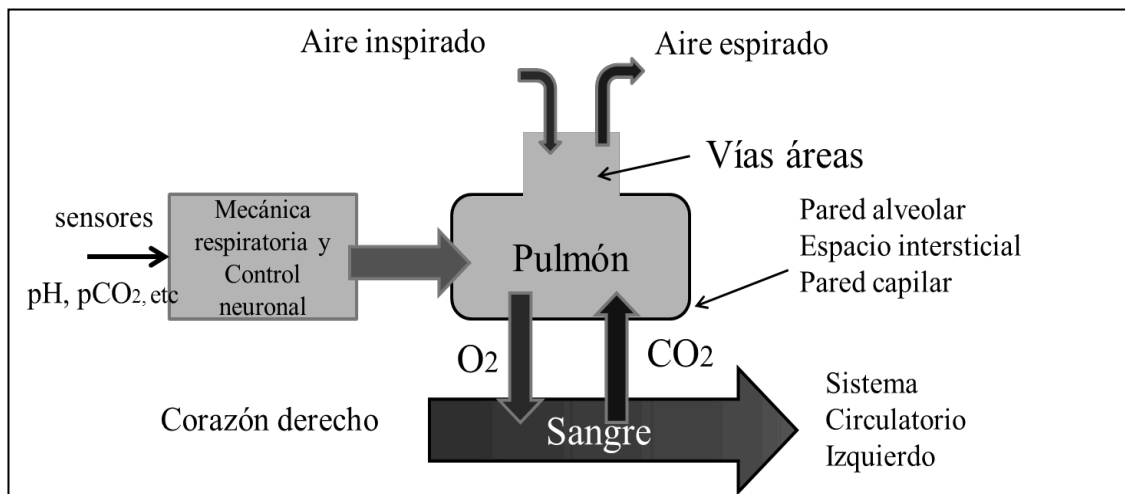 Aire inspirado
Aire espirado
Vías áreas
sensores
pH, pCO2, etc
Mecánica
respiratoria y
Control
neuronal
Pulmón
Pared alveolar
Espacio intersticial
Pared capilar
O2
CO2
Corazón derecho
Sangre
Sistema
Circulatorio
Izquierdo